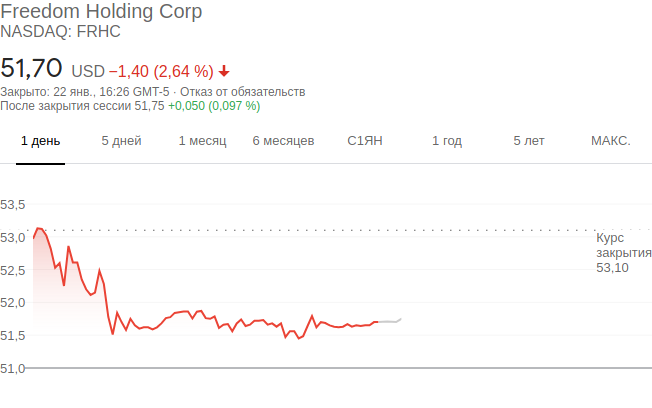 Freedom Holding Corp
NASDAQ: FRHC
51,70 USD −1,40 (2,64 %)
Закрыто: 22 янв., 16:26 GMT-5 · Отказ от обязательств
После закрытия сессии 51,75 +0,050 (0,097 %)
1 день 5 дней 1 месяц 6 месяцев С1ЯН 1 год 5 лет МАКС.
53,5
53,0
52,5
52,0
51,5
51,0
Курс
закрытия
53,10